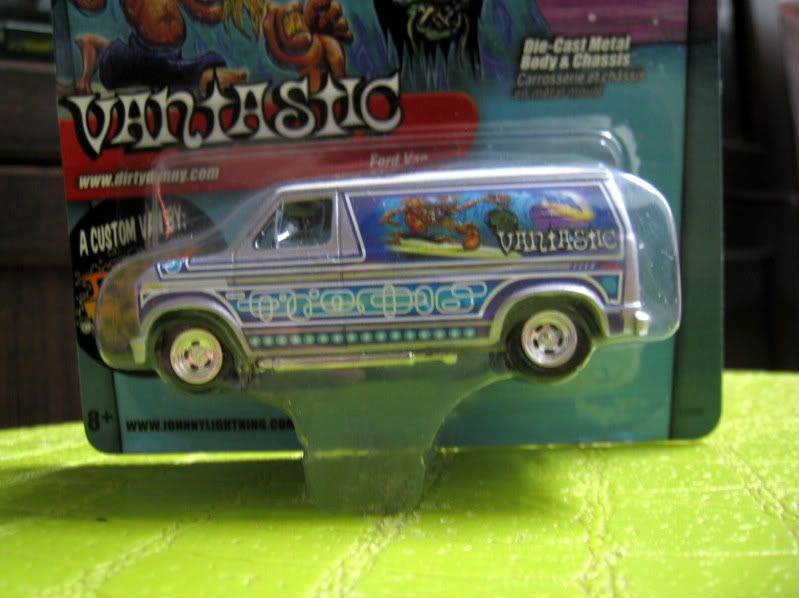 Die-Cast Metal
Body & Chassis
Carrosserie et châssis
en métal moulé
VANTASTIC
Ford Van
www.dirtydonny.com
A CUSTOM VAN BY:
VANTASTIC
8+
WWW.JOHNNYLIGHTNING.COM